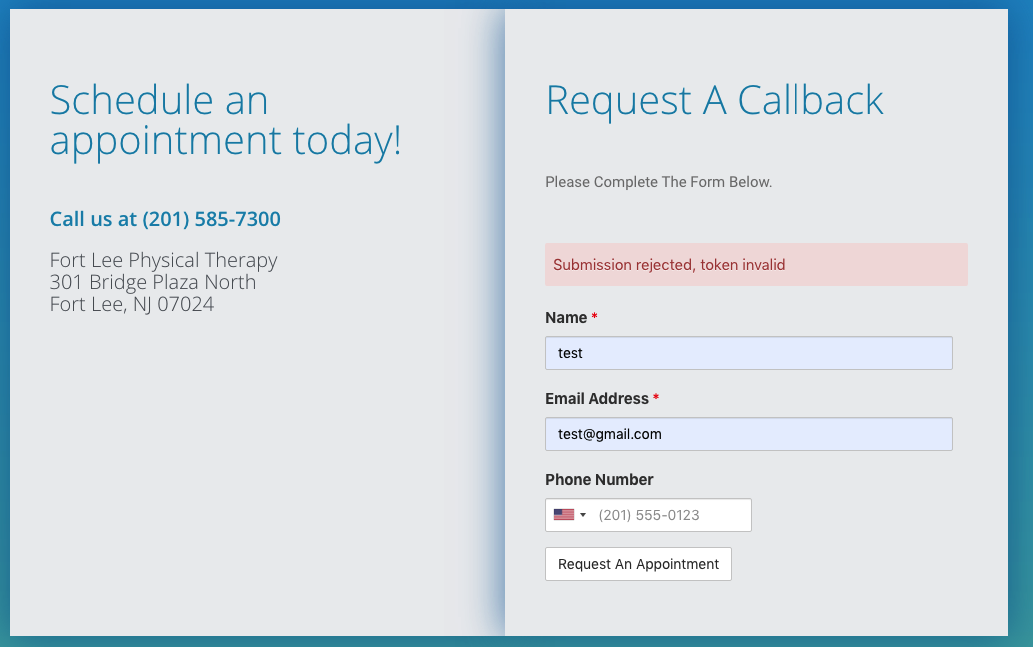 Schedule an
appointment today!
Call us at (201) 585-7300
Fort Lee Physical Therapy
301 Bridge Plaza North
Fort Lee, NJ 07024
Request A Callback
Please Complete The Form Below.
Submission rejected, token invalid
Name *
test
Email Address *
test@gmail.com
Phone Number
(201) 555-0123
Request An Appointment